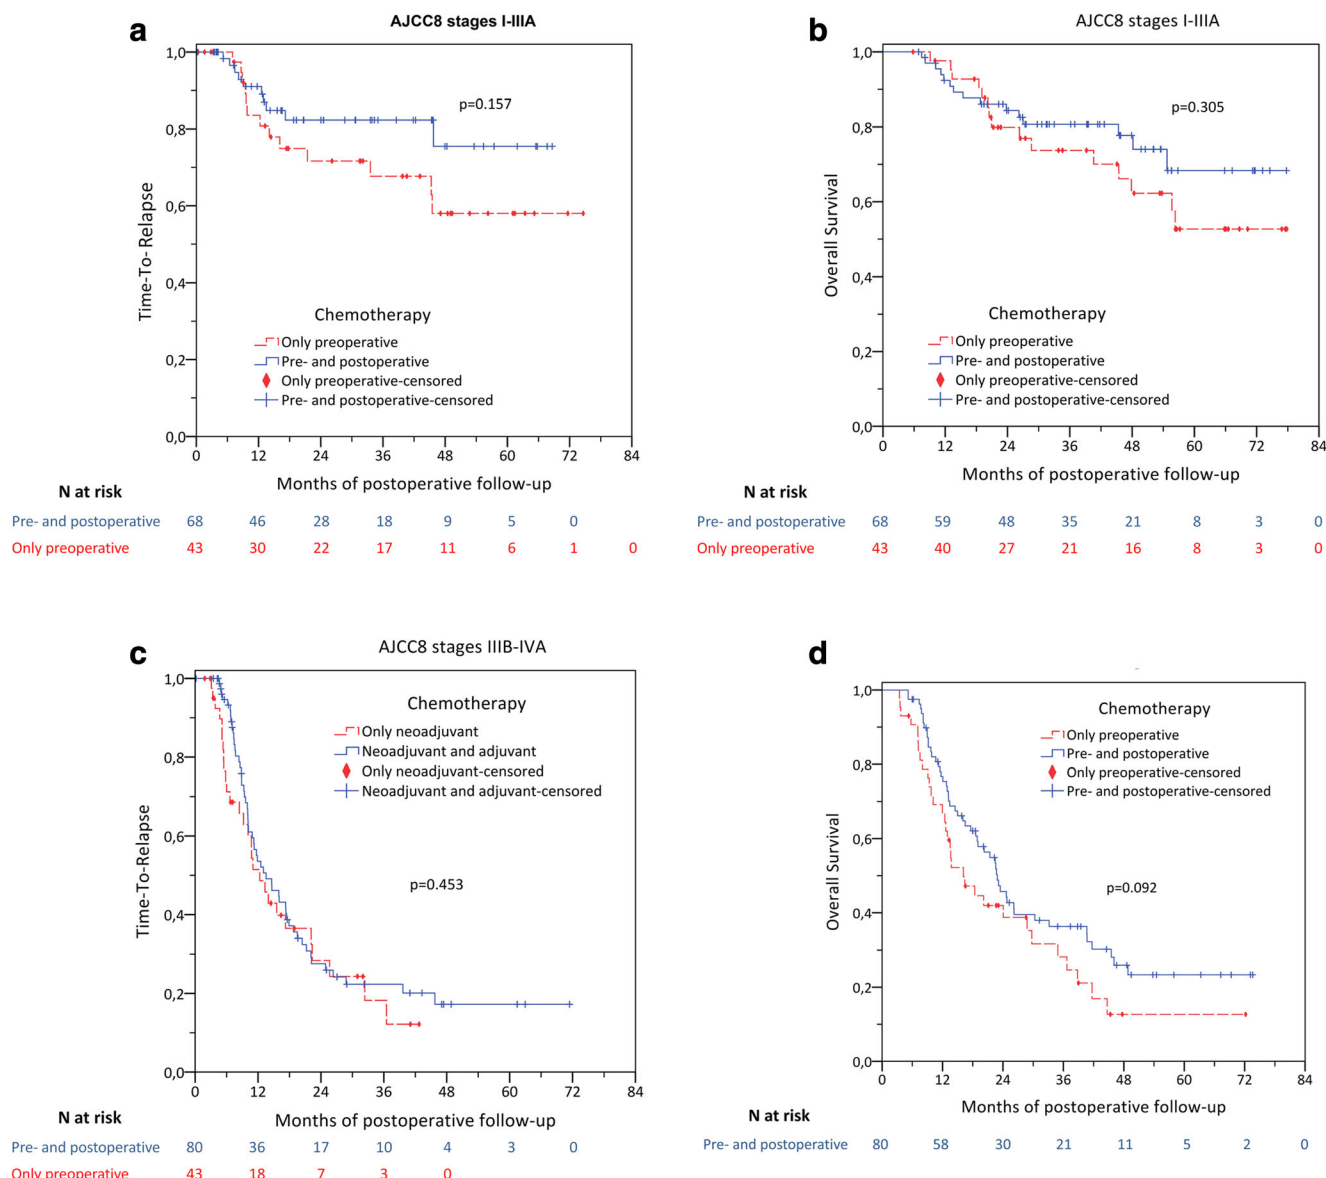 a
AJCC8 stages I-IIIA
1,0
0,8
0,6
0,4
0,2
0,0
Time-To-Relapse
p=0.157
Chemotherapy
Only preoperative
Pre- and postoperative
Only preoperative-censored
Pre- and postoperative-censored
0 12 24 36 48 60 72 84
Months of postoperative follow-up
N at risk
Pre- and postoperative 68 46 28 18 9 5 0
Only preoperative 43 30 22 17 11 6 1 0
b
AJCC8 stages I-IIIA
1,0
0,8
0,6
0,4
0,2
0,0
Overall Survival
p=0.305
Chemotherapy
Only preoperative
Pre- and postoperative
Only preoperative-censored
Pre- and postoperative-censored
0 12 24 36 48 60 72 84
Months of postoperative follow-up
N at risk
Pre- and postoperative 68 59 48 35 21 8 3 0
Only preoperative 43 40 27 21 16 8 3 0
c
AJCC8 stages IIIB-IVA
1,0
0,8
0,6
0,4
0,2
0,0
Time-To-Relapse
Chemotherapy
Only neoadjuvant
Neoadjuvant and adjuvant
Only neoadjuvant-censored
Neoadjuvant and adjuvant-censored
p=0.453
0 12 24 36 48 60 72 84
Months of postoperative follow-up
N at risk
Pre- and postoperative 80 36 17 10 4 3 0
Only preoperative 43 18 7 3 0
d
1,0
0,8
0,6
0,4
0,2
0,0
Overall Survival
Chemotherapy
Only preoperative
Pre- and postoperative
Only preoperative-censored
Pre- and postoperative-censored
p=0.092
0 12 24 36 48 60 72 84
Months of postoperative follow-up
N at risk
Pre- and postoperative 80 58 30 21 11 5 2 0